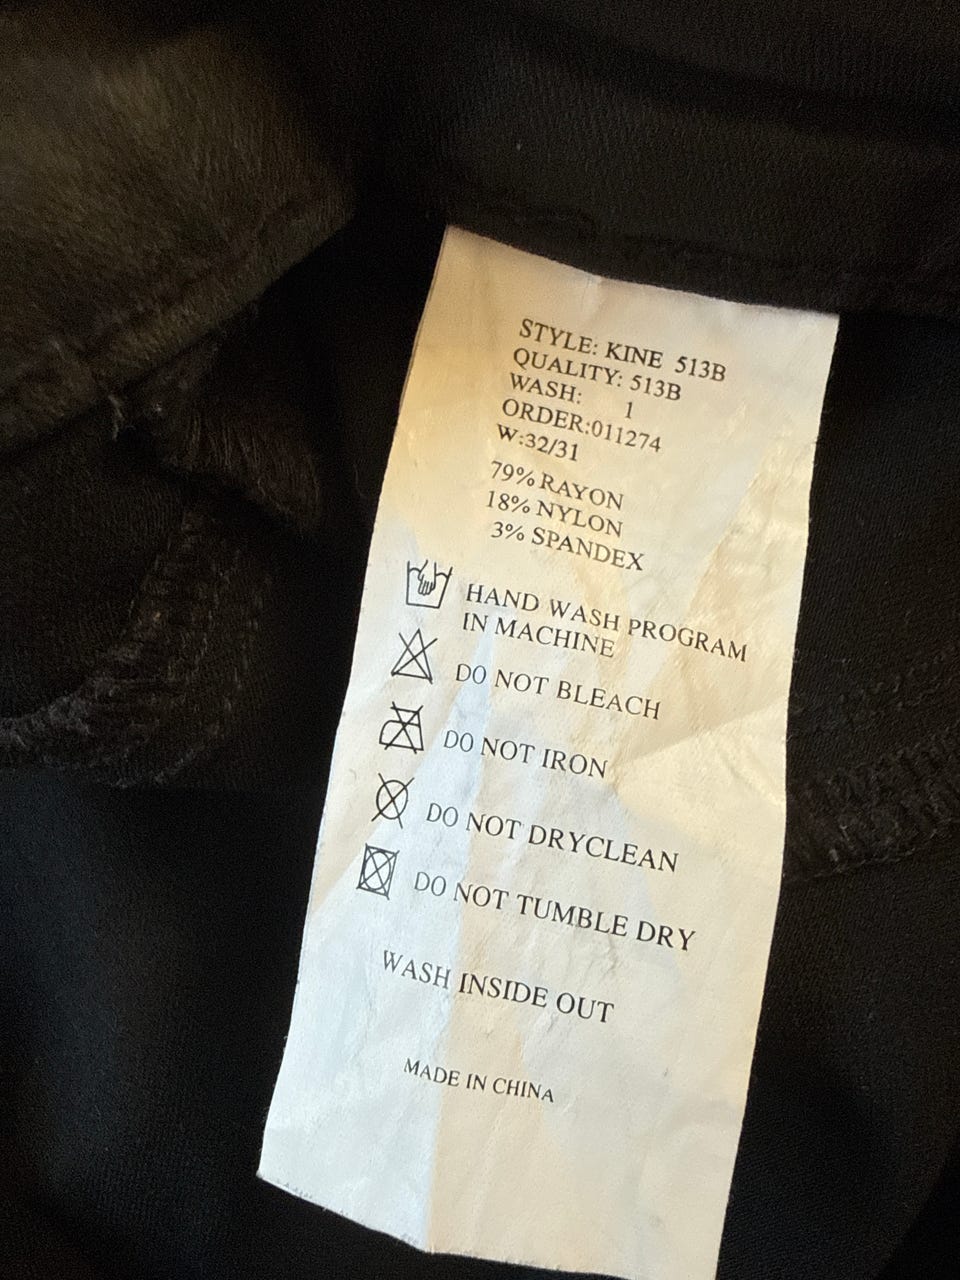 STYLE: KINE 513B
QUALITY: 513B
WASH: 1
ORDER:011274
W:32/31
79% RAYON
18% NYLON
3% SPANDEX
HAND WASH PROGRAM
IN MACHINE
DO NOT BLEACH
DO NOT IRON
DO NOT DRYCLEAN
DO NOT TUMBLE DRY
WASH INSIDE OUT
MADE IN CHINA